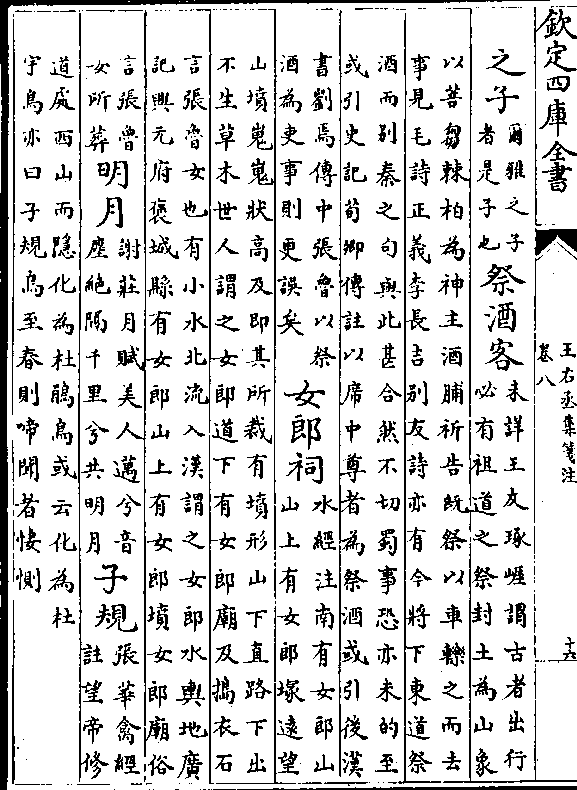 欽定四庫全書
王右丞集箋注
卷八
十六
之子
爾雅之子
者是子也
祭酒客
未詳王友琢崕謂古者出行
必有祖道之祭封土為山象
以菩芻棘柏為神主酒脯祈告既祭以車轢之而去
事見毛詩正義李長吉别友詩亦有今將下東道祭
酒而别秦之句與此甚合然不切蜀事恐亦未的至
或引史記荀卿傳註以席中尊者為祭酒或引後漢
書劉焉傳中張魯以祭
酒為吏事則更誤矣
女郎祠
水經注南有女郎山
山上有女郎塚遠望
山墳嵬嵬狀高及即其所裁有墳形山下直路下出
不生草木世人謂之女郎道下有女郎廟及搗衣石
言張魯女也有小水北流入漢謂之女郎水輿地廣
記興元府褒城縣有女郎山上有女郎墳女郎廟俗
言張魯
女所葬
明月
謝莊月賦美人邁兮音
塵絶隔千里兮共明月
子規
張華禽經
註望帝修
道處西山而隱化為杜鵑鳥或云化為杜
宇鳥亦曰子規鳥至春則啼聞者悽惻